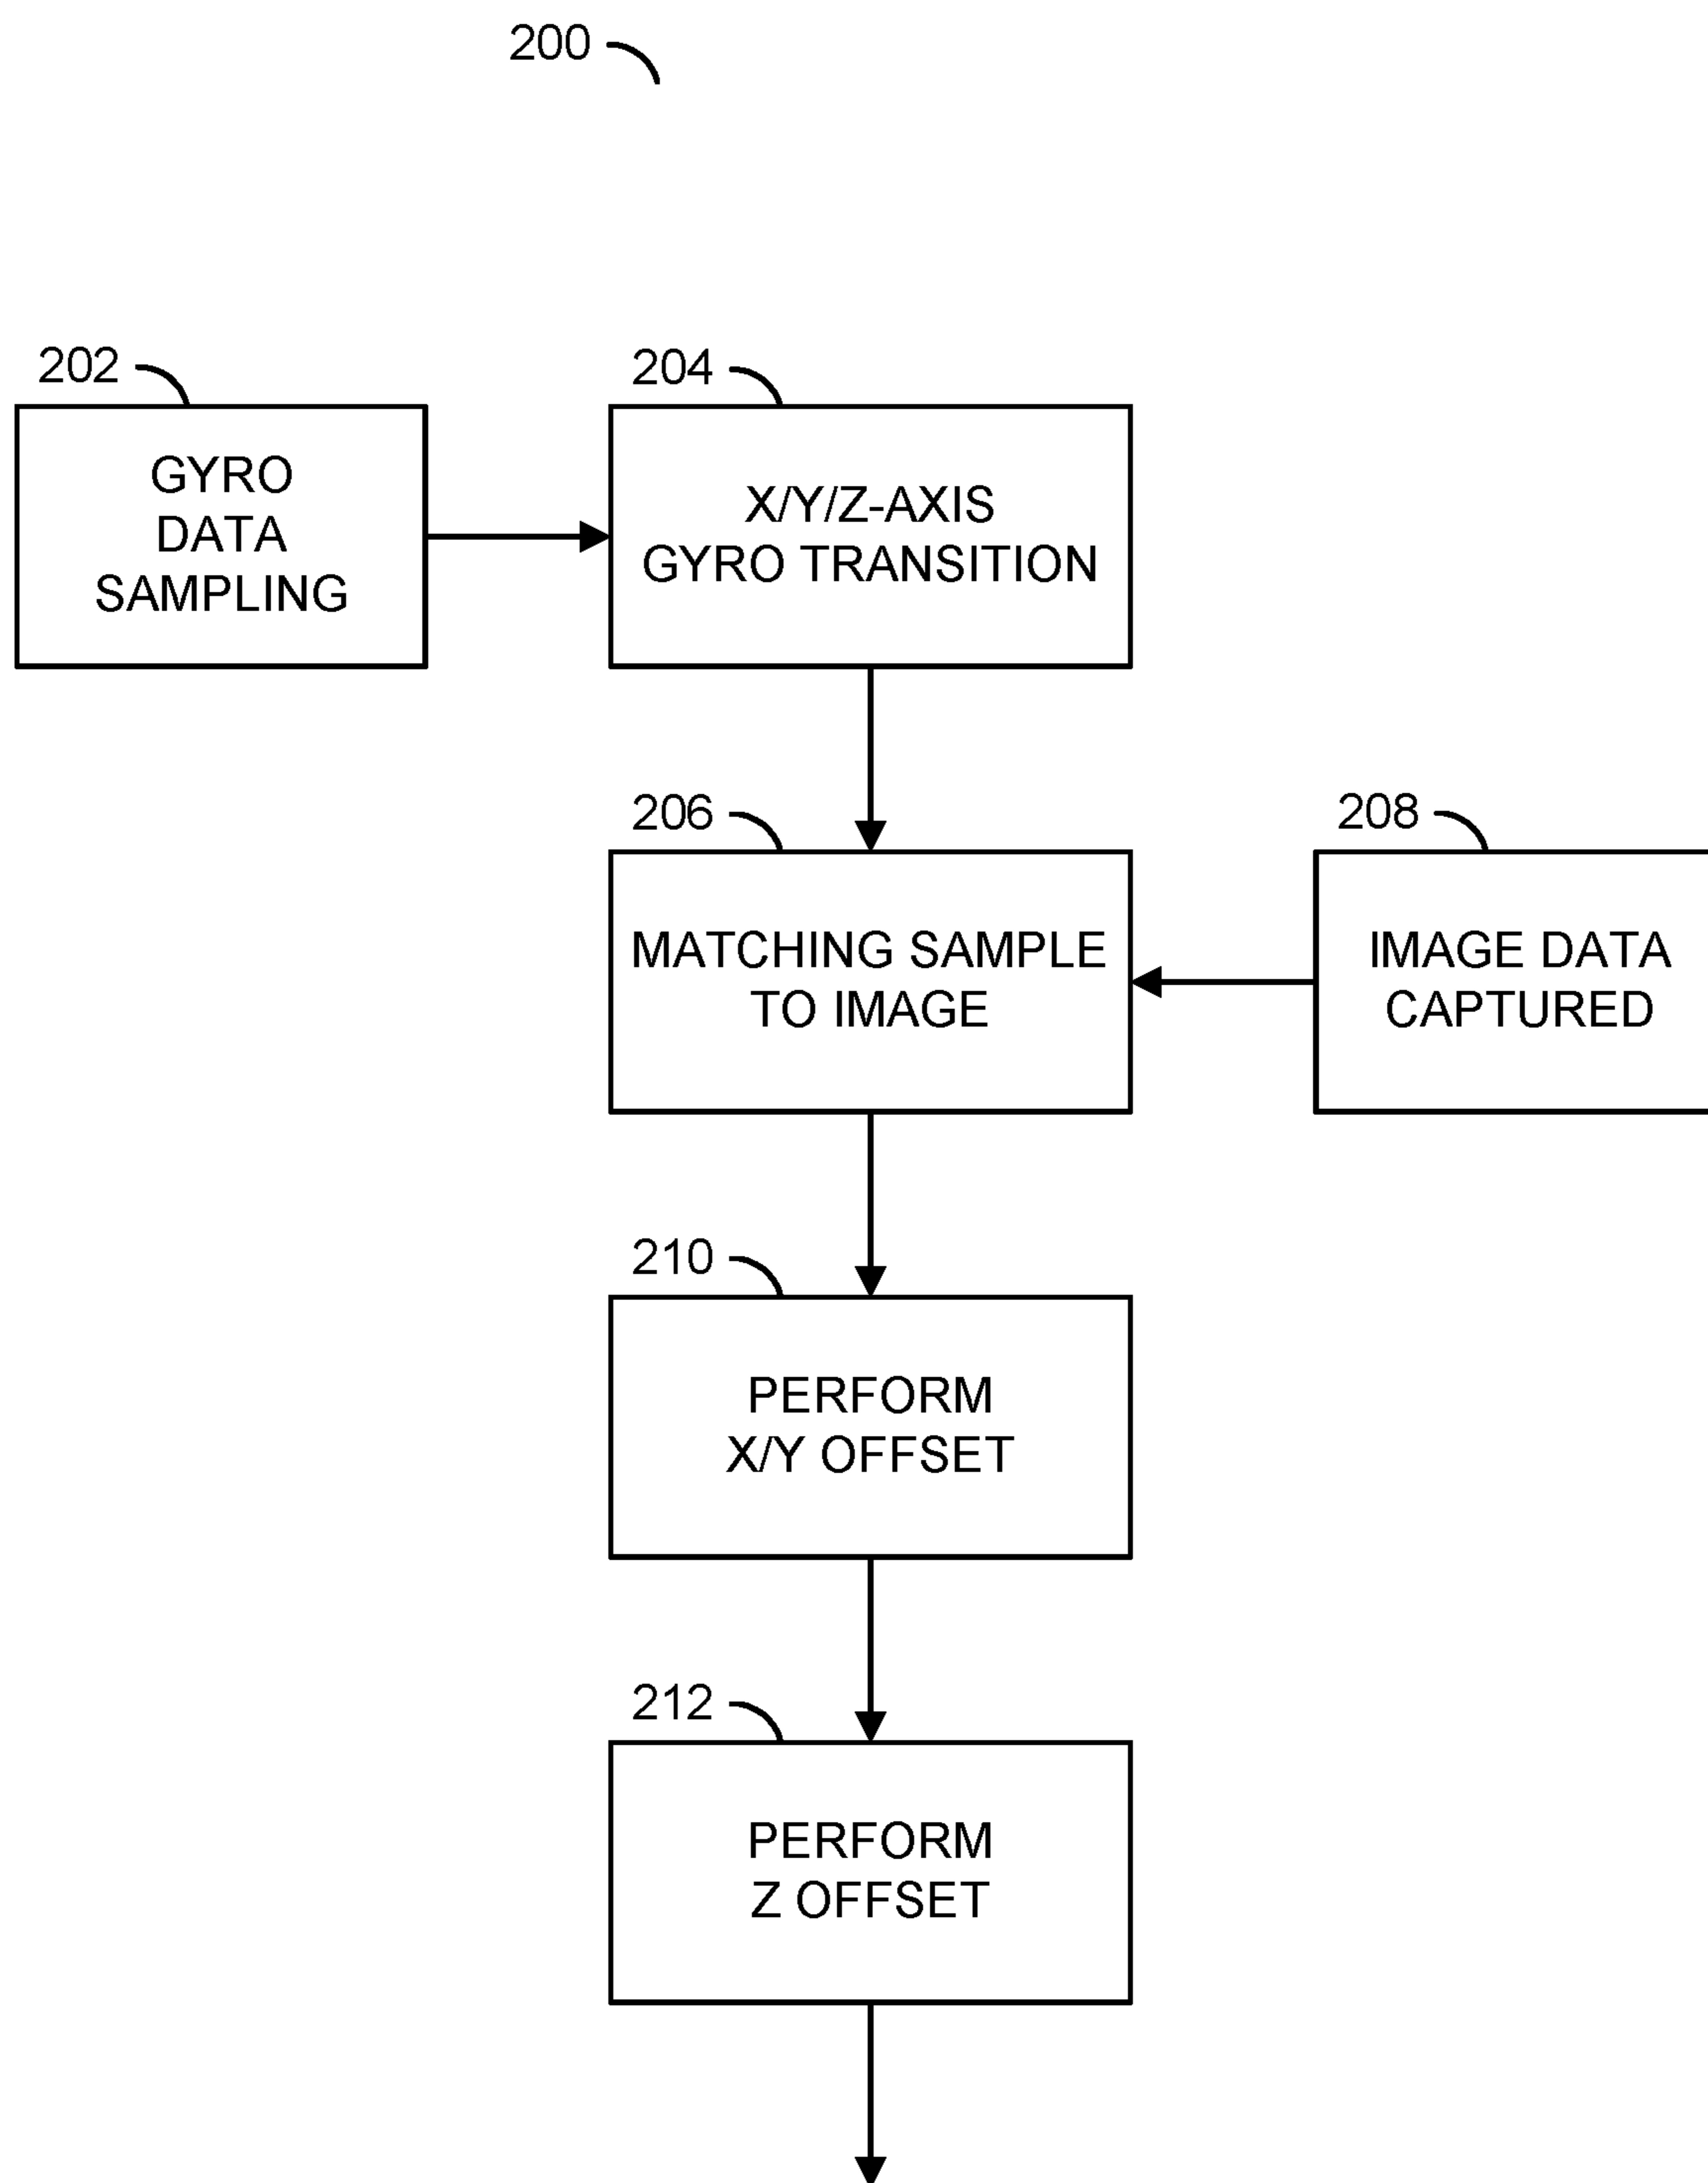 200
202
GYRO
DATA
SAMPLING
204
X/Y/Z-AXIS
GYRO TRANSITION
206
MATCHING SAMPLE
TO IMAGE
208
IMAGE DATA
CAPTURED
210
PERFORM
X/Y OFFSET
212
PERFORM
Z OFFSET